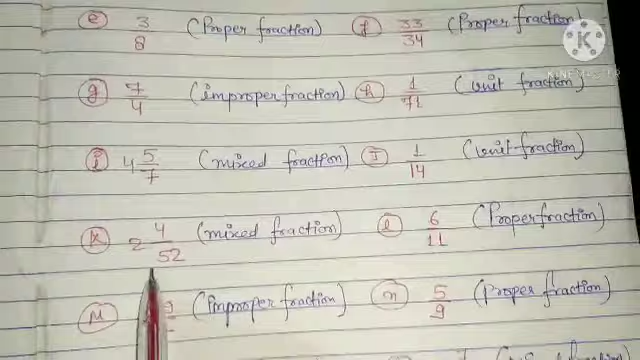 e 3/8 (Proper fraction) f 33/34 (Proper fraction)
g 7/4 (improper fraction) h 1/71 (unit fraction)
i 4 5/7 (mixed fraction) J 1/14 (Unit fraction)
K 2 4/52 (mixed fraction) l 6/11 (Proper fraction)
M (Improper fraction) n 5/9 (Proper fraction)